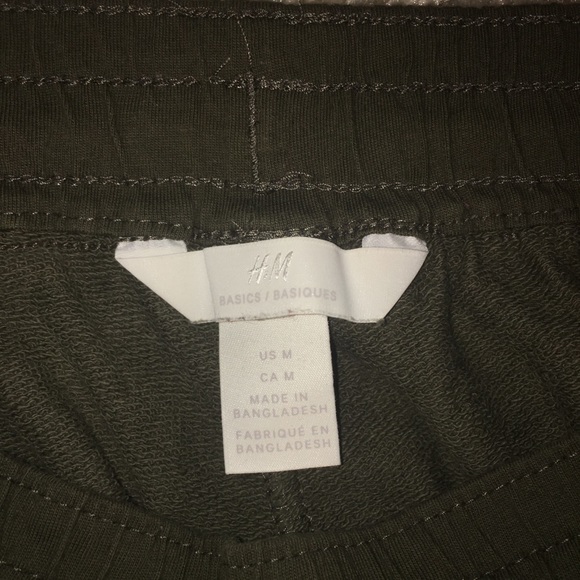 H&M
BASICS / BASIQUES
US M
CA M
MADE IN
BANGLADESH
FABRIQUÉ EN
BANGLADESH